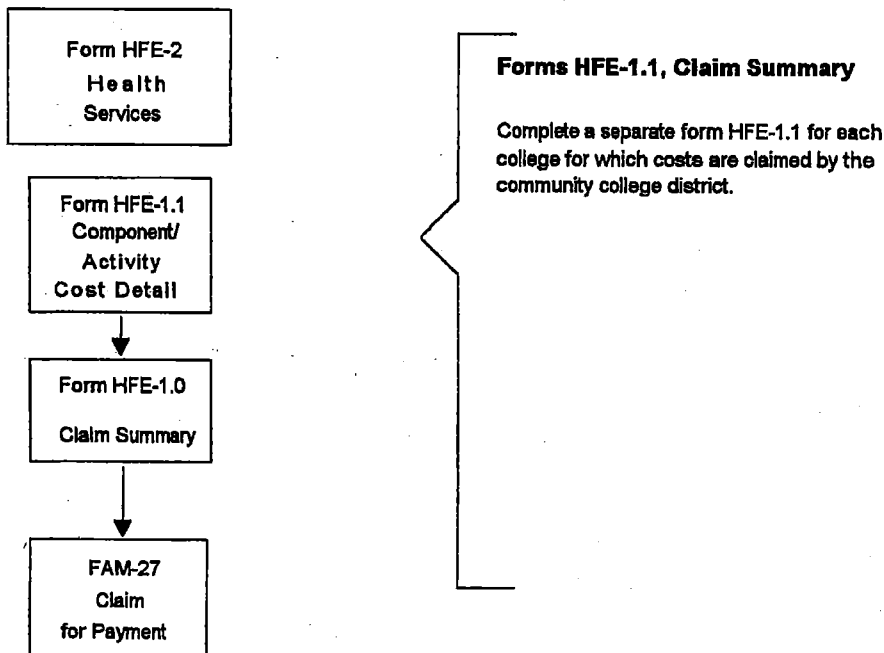 Form HFE-2
Health
Services
Form HFE-1.1
Component/
Activity
Cost Detail
Form HFE-1.0
Claim Summary
FAM-27
Claim
for Payment
Forms HFE-1.1, Claim Summary
Complete a separate form HFE-1.1 for each
college for which costs are claimed by the
community college district.